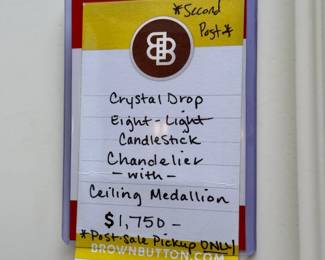 *Second
Post*
BB
Crystal Drop
Eight-Light
Candlestick
Chandelier
-with-
Ceiling Medallion
$1,750-
*Post-Sale Pickup ONLY!
BROWNBUTTON.COM